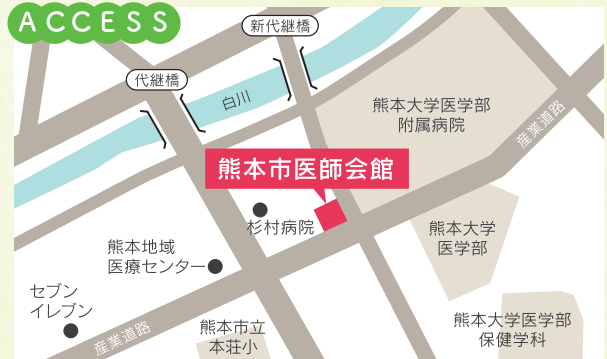 ACCESS
新代継橋
代継橋
白川
熊本大学医学部
附属病院
産業道路
熊本市医師会館
杉村病院
熊本大学
医学部
熊本地域
医療センター
セブン
イレブン
産業道路
熊本市立
本荘小
熊本大学医学部
保健学科